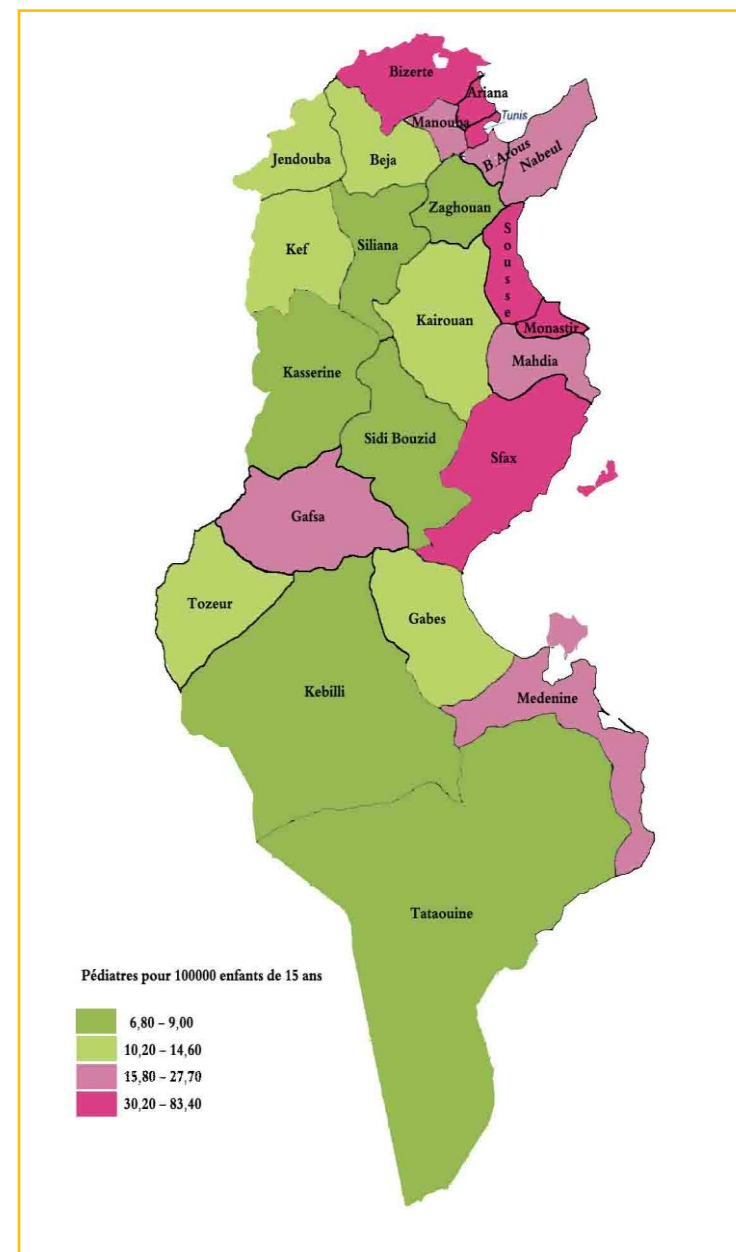 Bizerte
Ariana
Tunis
Manouba
B.Arous
Nabeul
Jendouba
Beja
Zaghouan
Siliana
Kef
Sousse
Kairouan
Monastir
Mahdia
Kasserine
Sidi Bouzid
Sfax
Gafsa
Tozeur
Gabes
Kebilli
Medenine
Tataouine
Pédiatres pour 100000 enfants de 15 ans
6,80 – 9,00
10,20 – 14,60
15,80 – 27,70
30,20 – 83,40